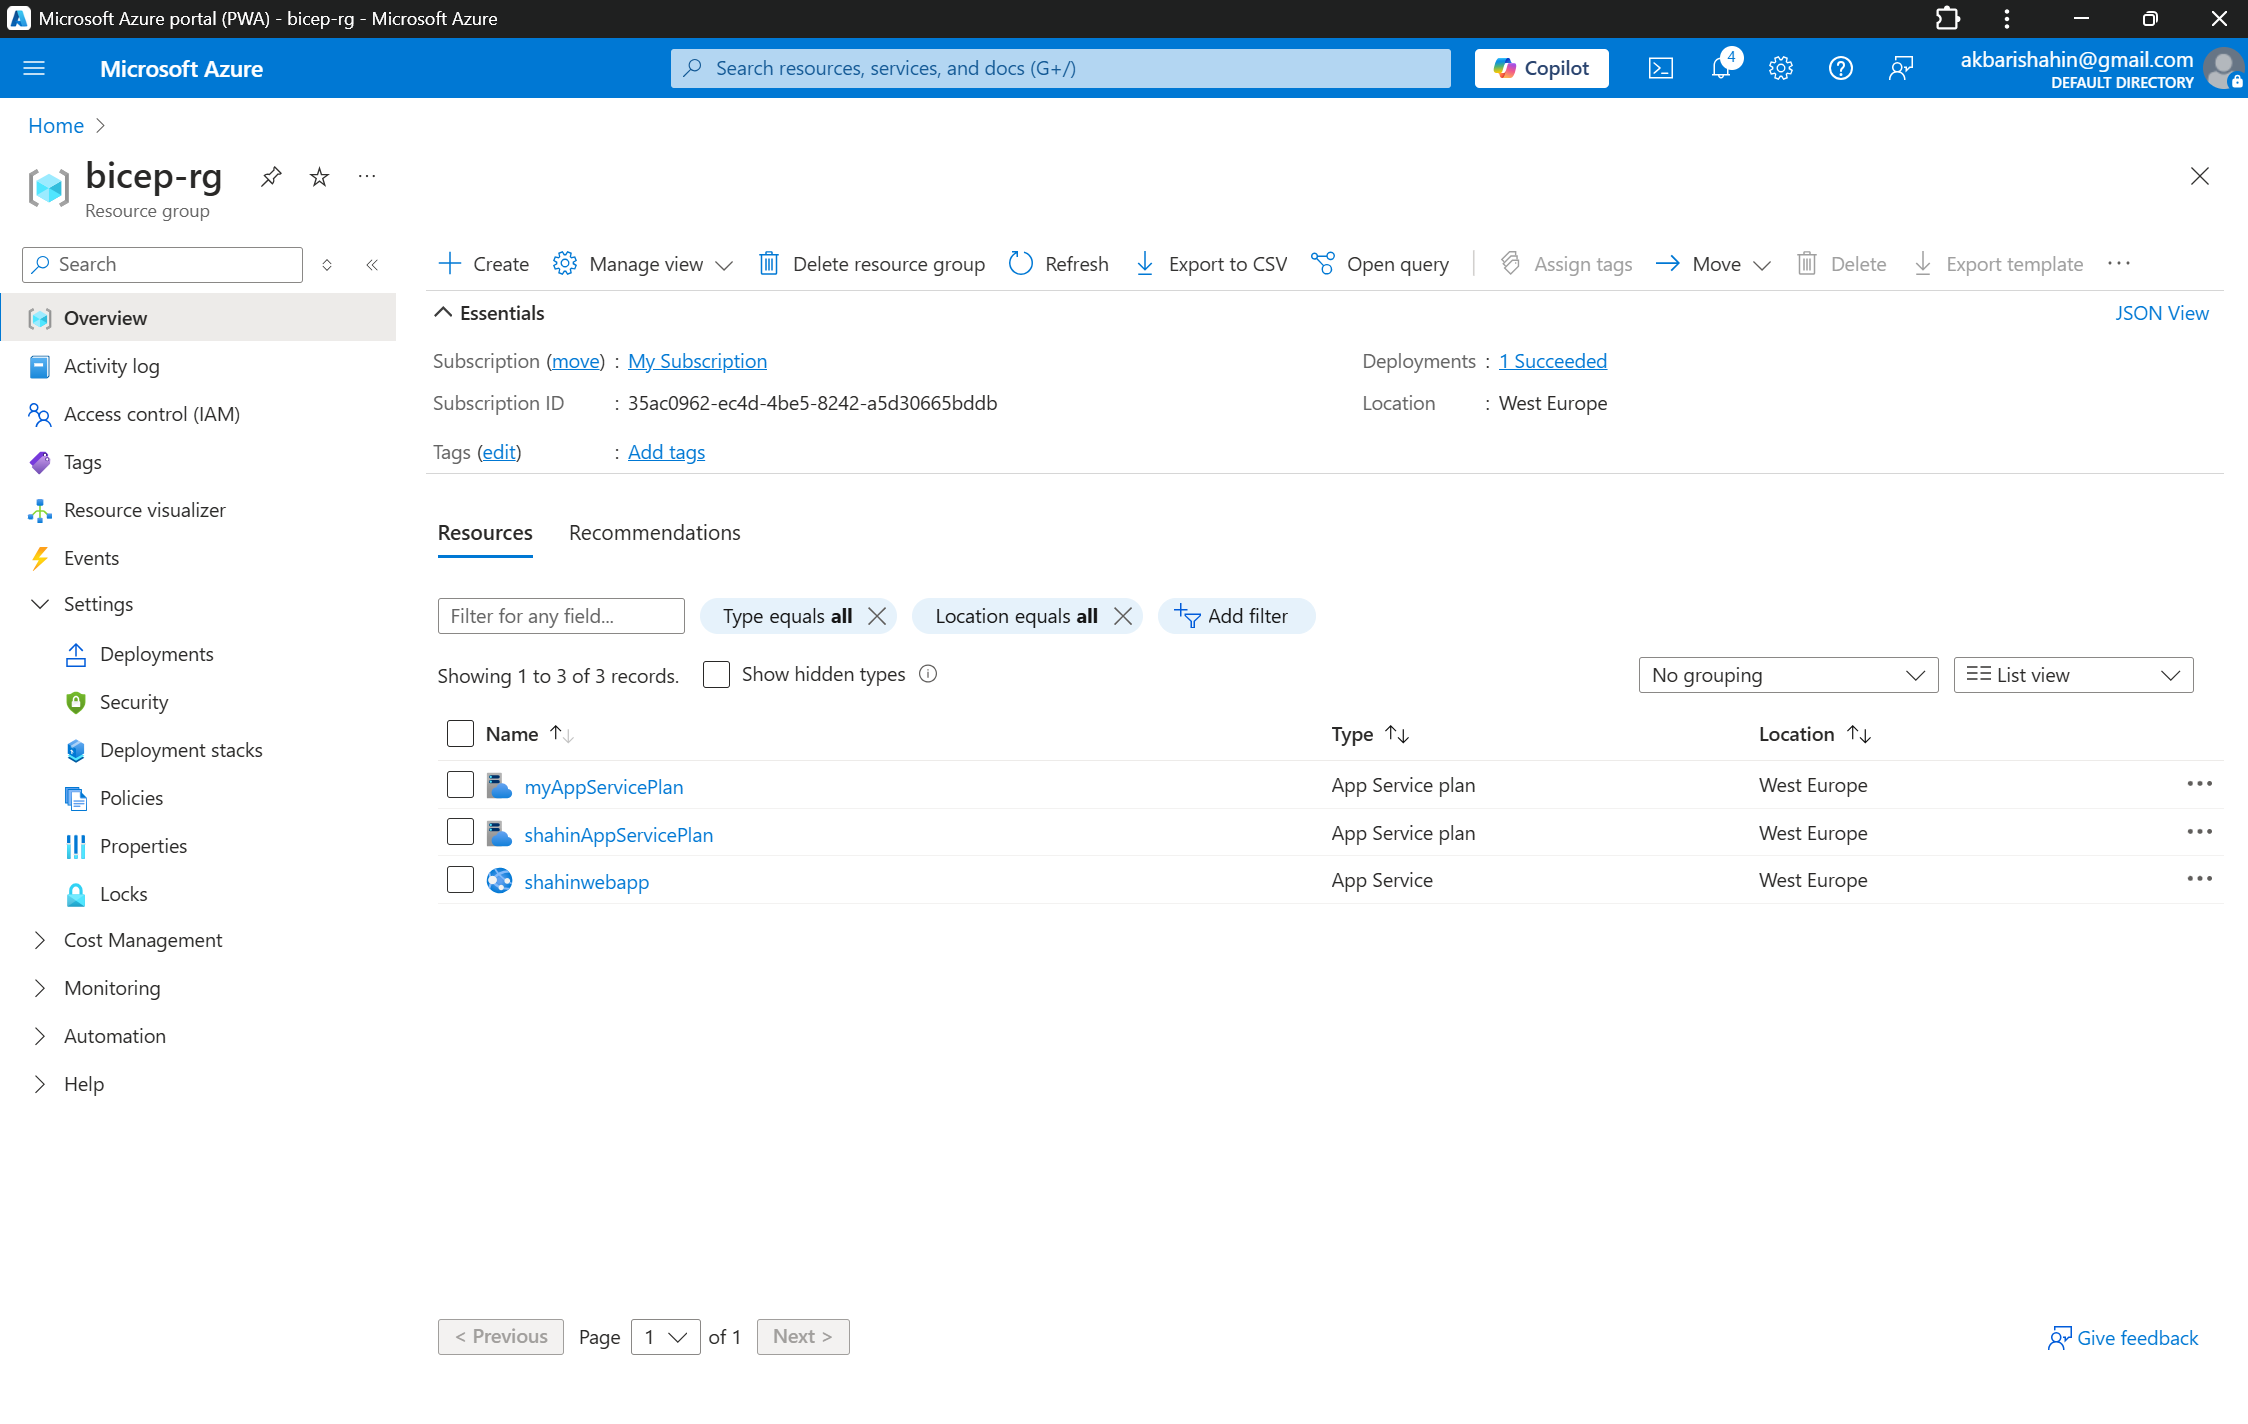 Microsoft Azure portal (PWA) - bicep-rg - Microsoft Azure
Microsoft Azure
Search resources, services, and docs (G+/)
Copilot
4
akbarishahin@gmail.com
DEFAULT DIRECTORY
Home
bicep-rg
Resource group
Search
Create
Manage view
Delete resource group
Refresh
Export to CSV
Open query
Assign tags
Move
Delete
Export template
Overview
Activity log
Access control (IAM)
Tags
Resource visualizer
Events
Settings
Deployments
Security
Deployment stacks
Policies
Properties
Locks
Cost Management
Monitoring
Automation
Help
Essentials
JSON View
Subscription (move) : My Subscription
Deployments : 1 Succeeded
Subscription ID : 35ac0962-ec4d-4be5-8242-a5d30665bddb
Location : West Europe
Tags (edit) : Add tags
Resources
Recommendations
Filter for any field...
Type equals all
Location equals all
Add filter
Showing 1 to 3 of 3 records.
Show hidden types
No grouping
List view
Name
Type
Location
myAppServicePlan
App Service plan
West Europe
shahinAppServicePlan
App Service plan
West Europe
shahinwebapp
App Service
West Europe
< Previous
Page
1
of 1
Next >
Give feedback